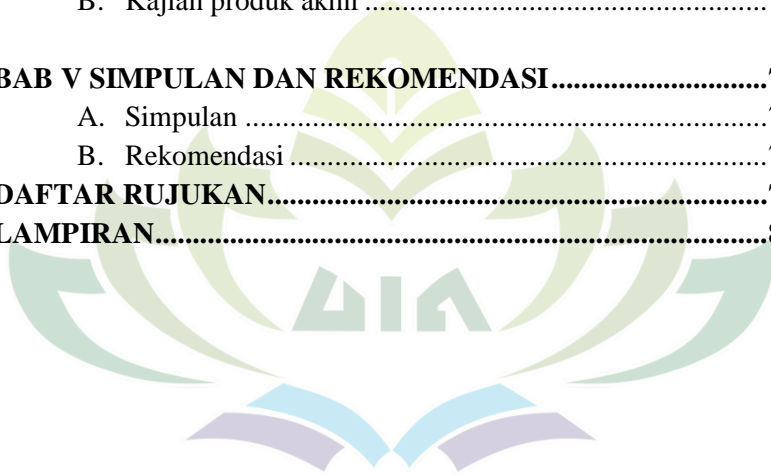 B. Kajian produk akhir ........................................................
BAB V SIMPULAN DAN REKOMENDASI ............................
A. Simpulan ......................................................................
B. Rekomendasi ................................................................
DAFTAR RUJUKAN..................................................................
LAMPIRAN.................................................................................